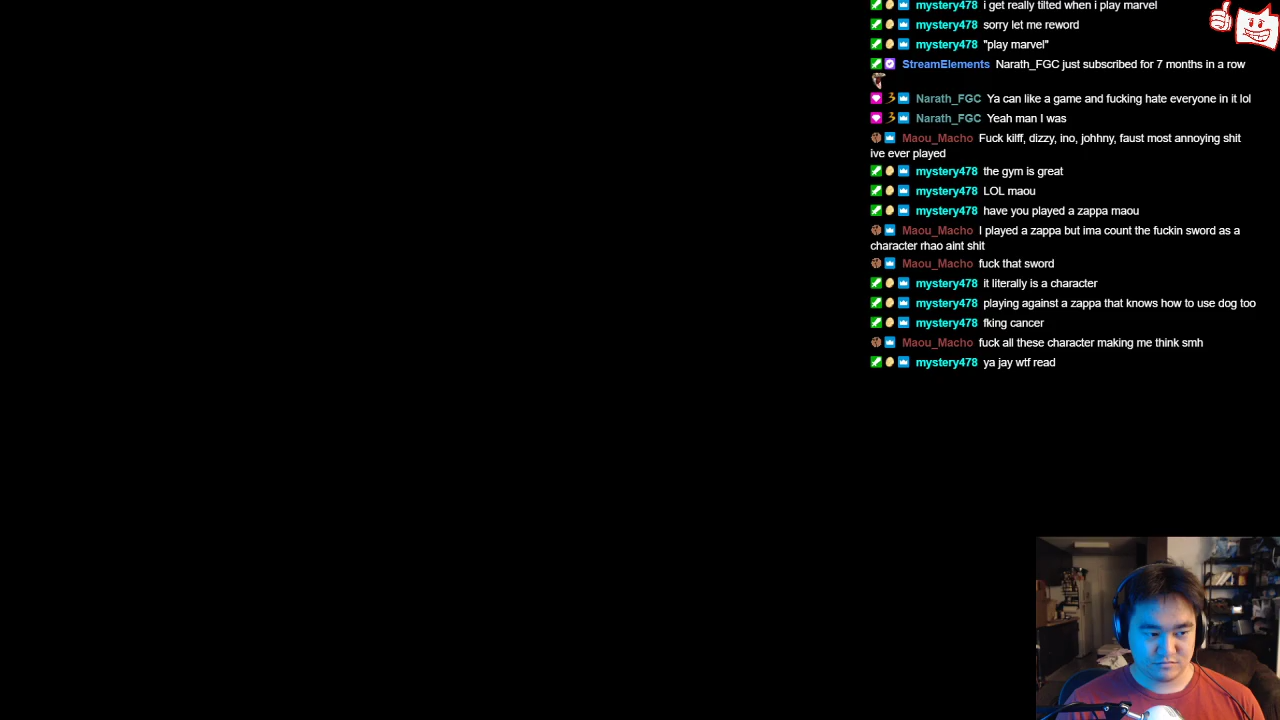 mystery478 i get really tilted when i play marvel
mystery478 sorry let me reword
mystery478 "play marvel"
StreamElements Narath_FGC just subscribed for 7 months in a row
Narath_FGC Ya can like a game and fucking hate everyone in it lol
Narath_FGC Yeah man I was
Maou_Macho Fuck kilff, dizzy, ino, johhny, faust most annoying shit
ive ever played
mystery478 the gym is great
mystery478 LOL maou
mystery478 have you played a zappa maou
Maou_Macho I played a zappa but ima count the fuckin sword as a
character rhao aint shit
Maou_Macho fuck that sword
mystery478 it literally is a character
mystery478 playing against a zappa that knows how to use dog too
mystery478 fking cancer
Maou_Macho fuck all these character making me think smh
mystery478 ya jay wtf read